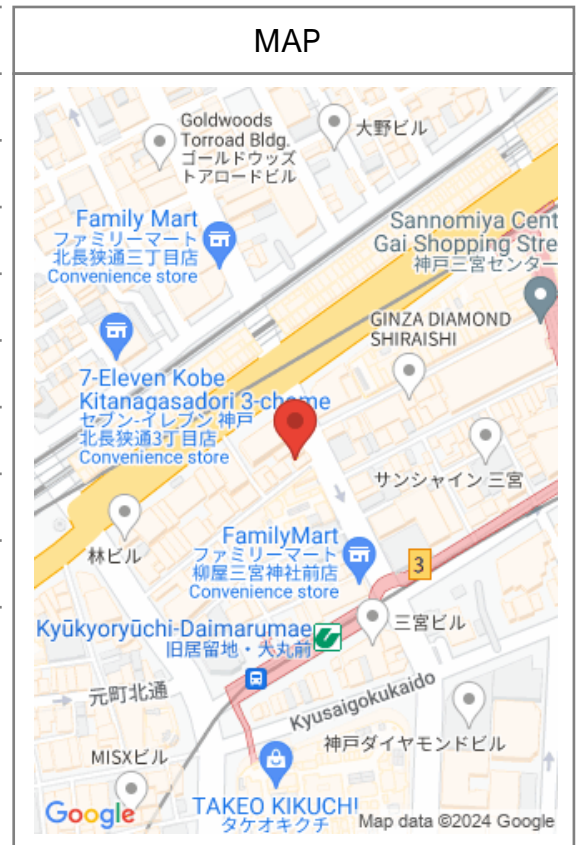 MAP
Goldwoods
Torroad Bldg.
ゴールドウッズ
トアロードビル
大野ビル
Family Mart
ファミリーマート
北長狭通三丁目店
Convenience store
Sannomiya Cent
Gai Shopping Stre
神戸三宮センター
GINZA DIAMOND
SHIRAISHI
7-Eleven Kobe
Kitanagasadori 3-chome
セブン-イレブン 神戸
北長狭通3丁目店
Convenience store
サンシャイン 三宮
林ビル
FamilyMart
ファミリーマート
柳屋三宮神社前店
Convenience store
3
Kyūkyoryūchi-Daimarumae
旧居留地・大丸前
三宮ビル
元町北通
Kyusaigokukaido
神戸ダイヤモンドビル
MISXビル
TAKEO KIKUCHI
タケオキクチ
Google
Map data ©2024 Google